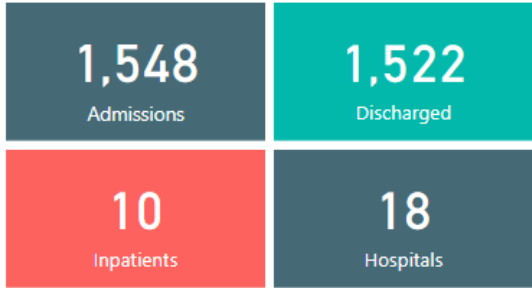 1,548
Admissions
1,522
Discharged
10
Inpatients
18
Hospitals